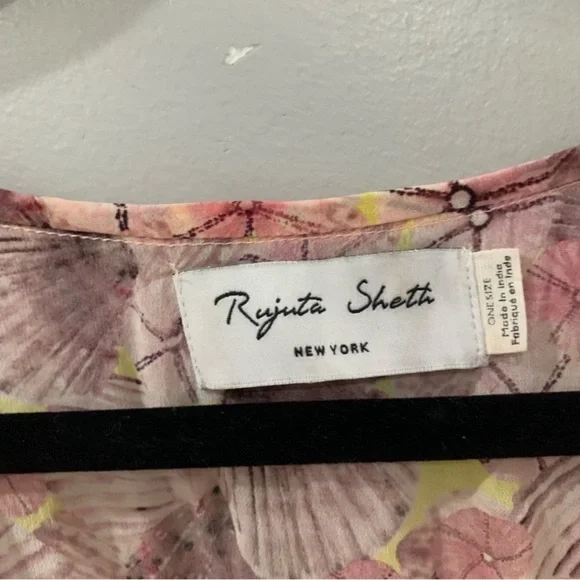 Rujuta Sheth
NEW YORK
ONE SIZE
Made in India
Fabriqué en Inde